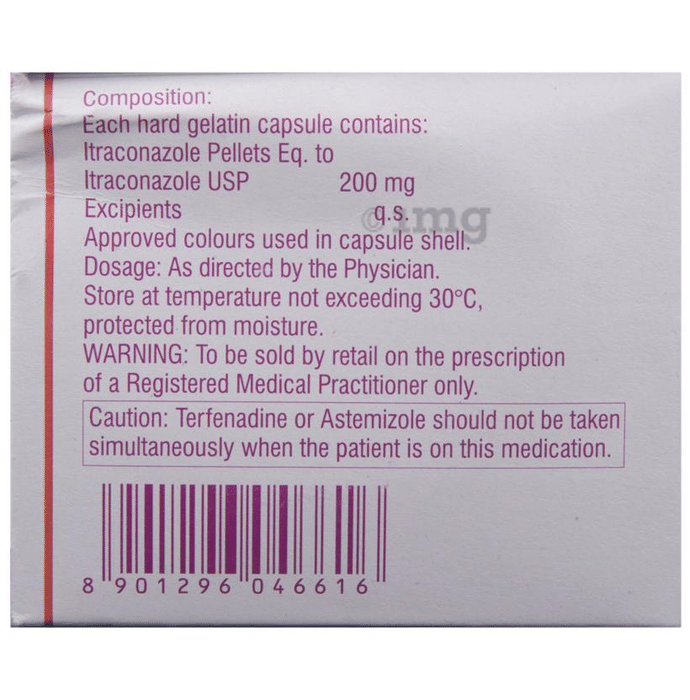 Composition:
Each hard gelatin capsule contains:
Itraconazole Pellets Eq. to
Itraconazole USP 200 mg
Excipients q.s.
1mg
Approved colours used in capsule shell.
Dosage: As directed by the Physician.
Store at temperature not exceeding 30°C,
protected from moisture.
WARNING: To be sold by retail on the prescription
of a Registered Medical Practitioner only.
Caution: Terfenadine or Astemizole should not be taken
simultaneously when the patient is on this medication.
8 901296 046616